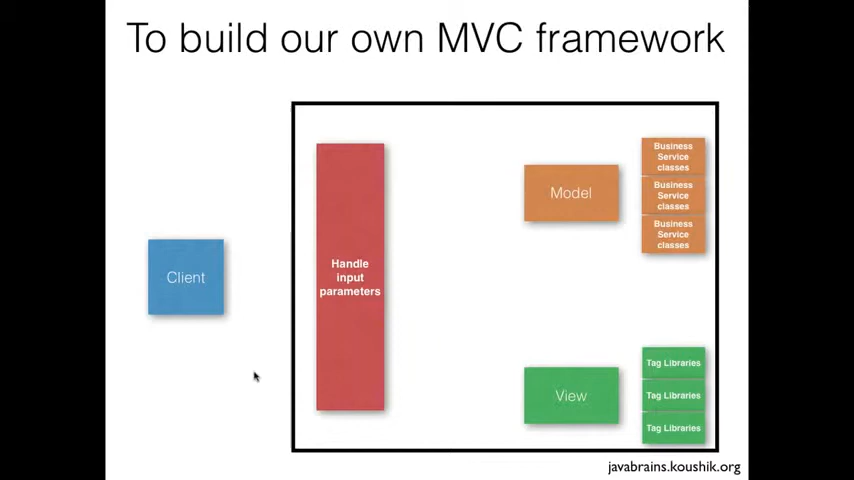 To build our own MVC framework
Client
Handle
input
parameters
Model
Business
Service
classes
Business
Service
classes
Business
Service
classes
View
Tag Libraries
Tag Libraries
Tag Libraries
javabrains.koushik.org